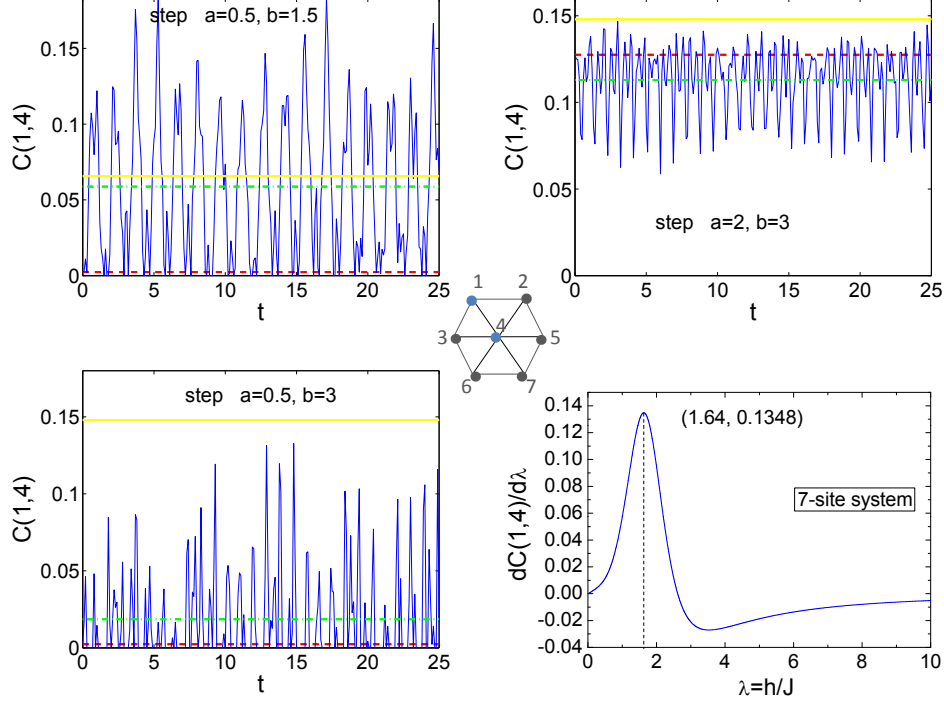 step a=0.5, b=1.5
0.15
0.1
0.05
0
C(1,4)
0 5 10 15 20 25
t
0.15
0.1
0.05
0
C(1,4)
step a=2, b=3
0 5 10 15 20 25
t
1 2
3 4 5
6 7
step a=0.5, b=3
0.15
0.1
0.05
0
C(1,4)
0 5 10 15 20 25
t
(1.64, 0.1348)
7-site system
0.14
0.12
0.10
0.08
0.06
0.04
0.02
0.00
-0.02
-0.04
dC(1,4)/dλ
0 2 4 6 8 10
λ=h/J